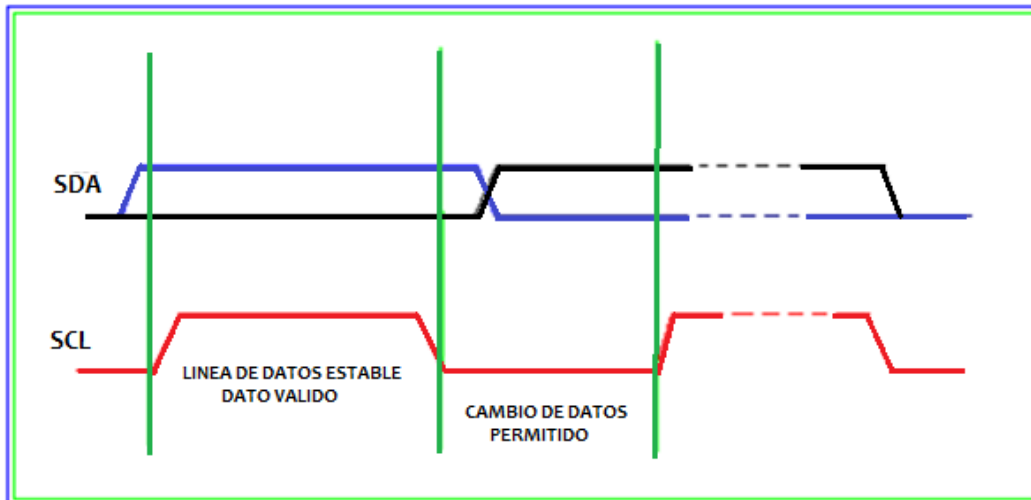 SDA
SCL
LINEA DE DATOS ESTABLE
DATO VALIDO
CAMBIO DE DATOS
PERMITIDO